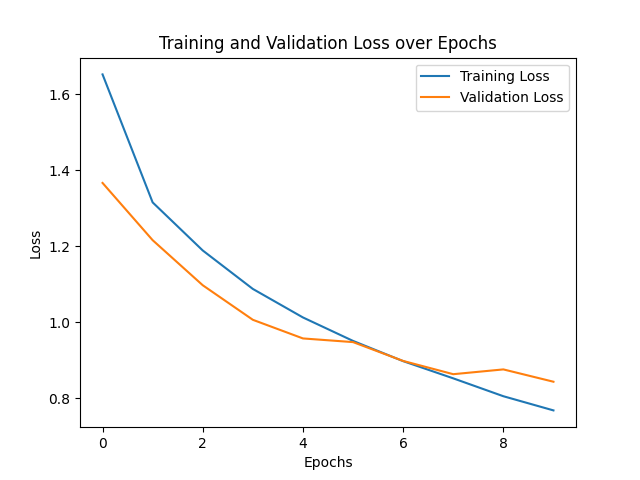 Training and Validation Loss over Epochs
Training Loss
Validation Loss
1.6
1.4
1.2
1.0
0.8
Loss
0
2
4
6
8
Epochs